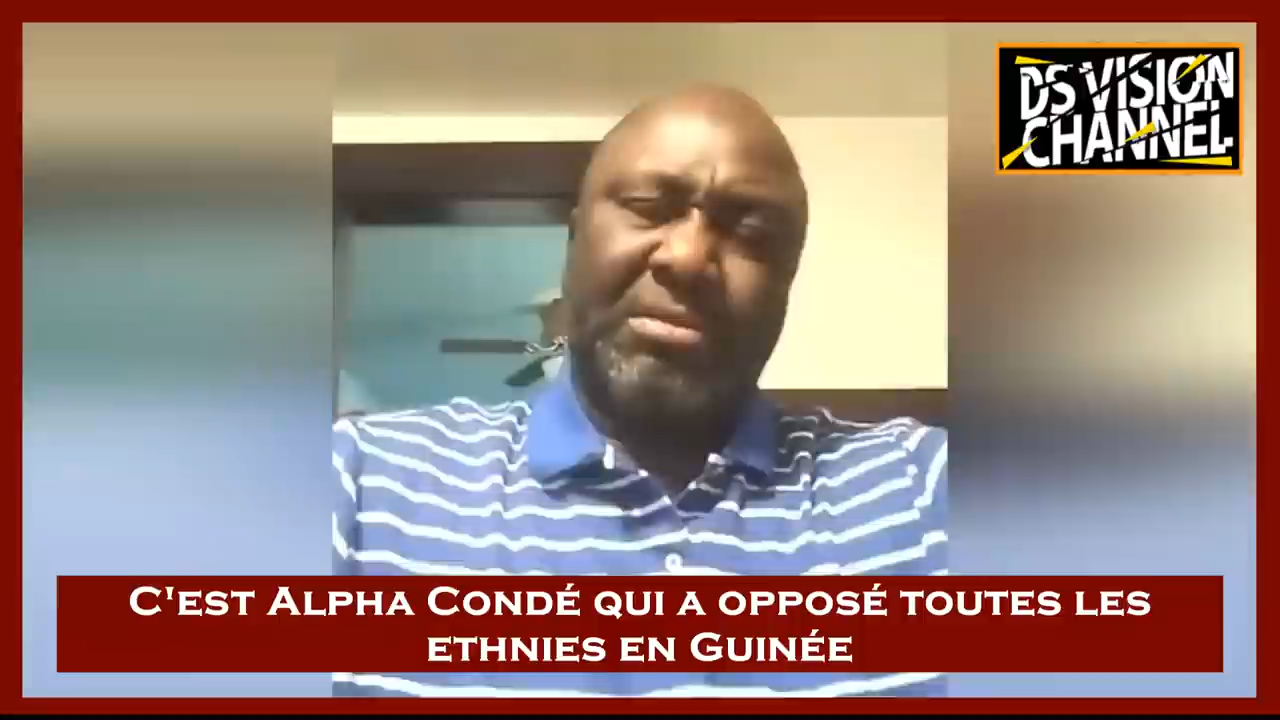 DS VISION
CHANNEL
C'EST ALPHA CONDÉ QUI A OPPOSÉ TOUTES LES
ETHNIES EN GUINÉE